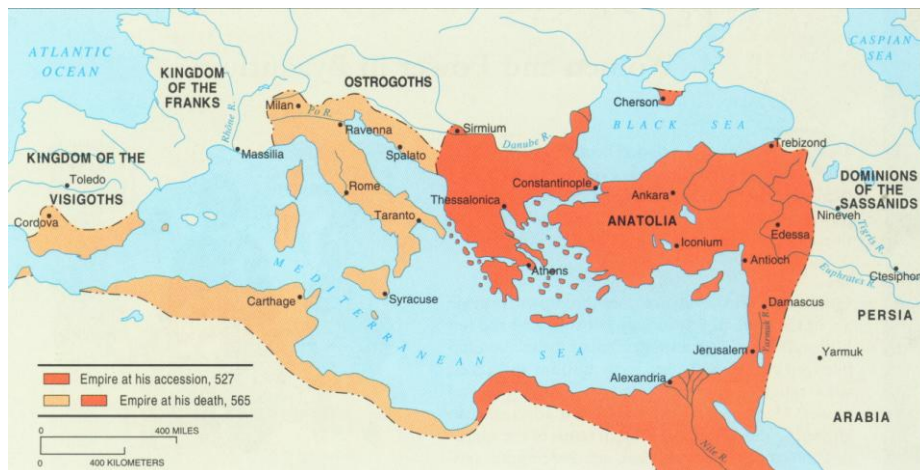 ATLANTIC
OCEAN
KINGDOM
OF THE
FRANKS
OSTROGOTHS
CASPIAN
SEA
Milan
Po R.
Ravenna
Rhône R.
Massilia
Spalato
Sirmium
Danube R.
Cherson
BLACK SEA
Trebizond
KINGDOM OF THE
Toledo
VISIGOTHS
Cordova
Rome
Taranto
Thessalonica
Constantinople
Ankara
ANATOLIA
Iconium
Edessa
Antioch
DOMINIONS
OF THE
SASSANIDS
Nineveh
Tigris R.
Euphrates R.
Ctesiphon
Athens
Carthage
Syracuse
MEDITERRANEAN SEA
Damascus
Yarmuk R.
PERSIA
Jerusalem
Yarmuk
Alexandria
ARABIA
Nile R.
Empire at his accession, 527
Empire at his death, 565
0 400 MILES
0 400 KILOMETERS